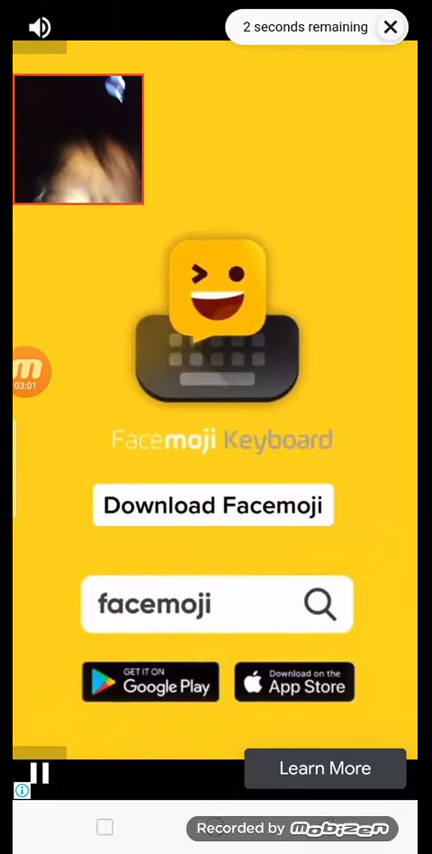 2 seconds remaining
m
03:01
Facemoji Keyboard
Download Facemoji
facemoji
GET IT ON
Google Play
Download on the
App Store
Learn More
Recorded by mobizen